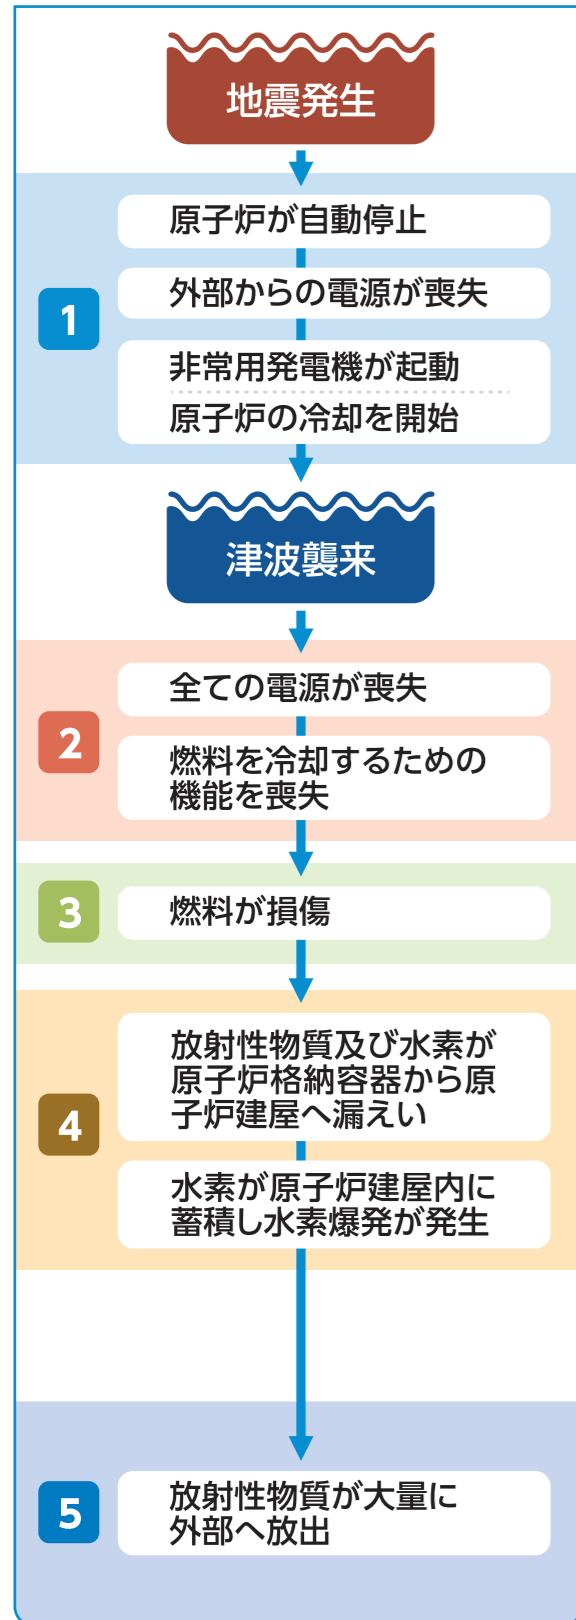 地震発生
1
原子炉が自動停止
外部からの電源が喪失
非常用発電機が起動
原子炉の冷却を開始
津波襲来
2
全ての電源が喪失
燃料を冷却するための
機能を喪失
3
燃料が損傷
4
放射性物質及び水素が
原子炉格納容器から原
子炉建屋へ漏えい
水素が原子炉建屋内に
蓄積し水素爆発が発生
5
放射性物質が大量に
外部へ放出